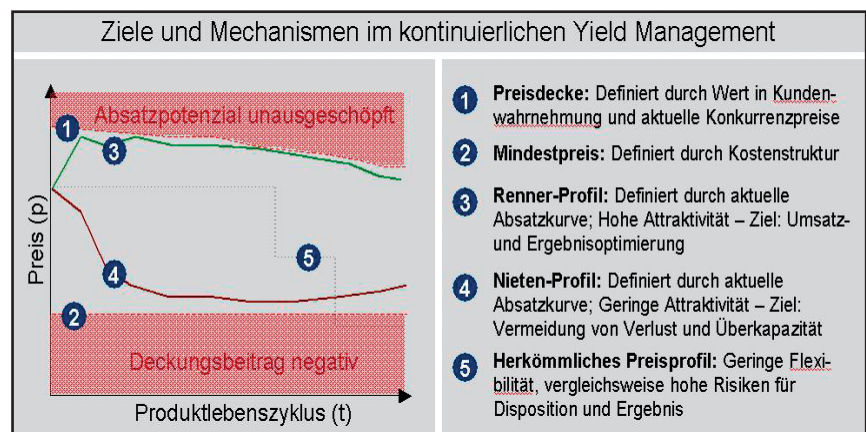 Ziele und Mechanismen im kontinuierlichen Yield Management
Absatzpotenzial unausgeschöpft
1
3
5
4
2
Deckungsbeitrag negativ
Preis (p)
Produktlebenszyklus (t)
1 Preisdecke: Definiert durch Wert in Kunden-
wahrnehmung und aktuelle Konkurrenzpreise
2 Mindestpreis: Definiert durch Kostenstruktur
3 Renner-Profil: Definiert durch aktuelle
Absatzkurve; Hohe Attraktivität – Ziel: Umsatz-
und Ergebnisoptimierung
4 Nieten-Profil: Definiert durch aktuelle
Absatzkurve; Geringe Attraktivität – Ziel:
Vermeidung von Verlust und Überkapazität
5 Herkömmliches Preisprofil: Geringe Flexi-
bilität, vergleichsweise hohe Risiken für
Disposition und Ergebnis